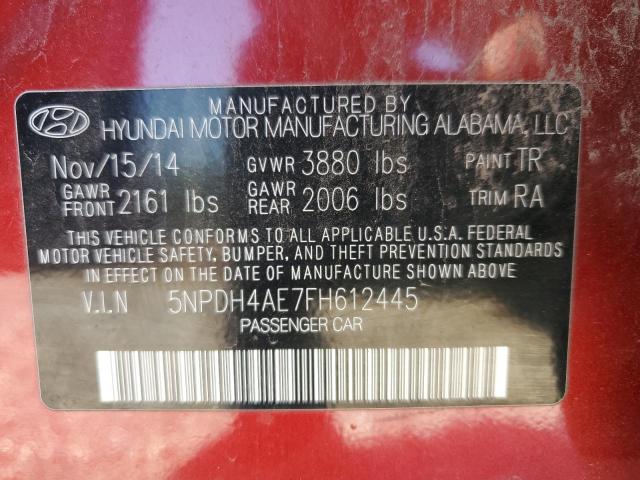 MANUFACTURED BY
HYUNDAI MOTOR MANUFACTURING ALABAMA, LLC
Nov/15/14 GVWR 3880 lbs PAINT TR
GAWR FRONT 2161 lbs GAWR REAR 2006 lbs TRIM RA
THIS VEHICLE CONFORMS TO ALL APPLICABLE U.S.A. FEDERAL
MOTOR VEHICLE SAFETY, BUMPER, AND THEFT PREVENTION STANDARDS
IN EFFECT ON THE DATE OF MANUFACTURE SHOWN ABOVE.
V.I.N 5NPDH4AE7FH612445
PASSENGER CAR